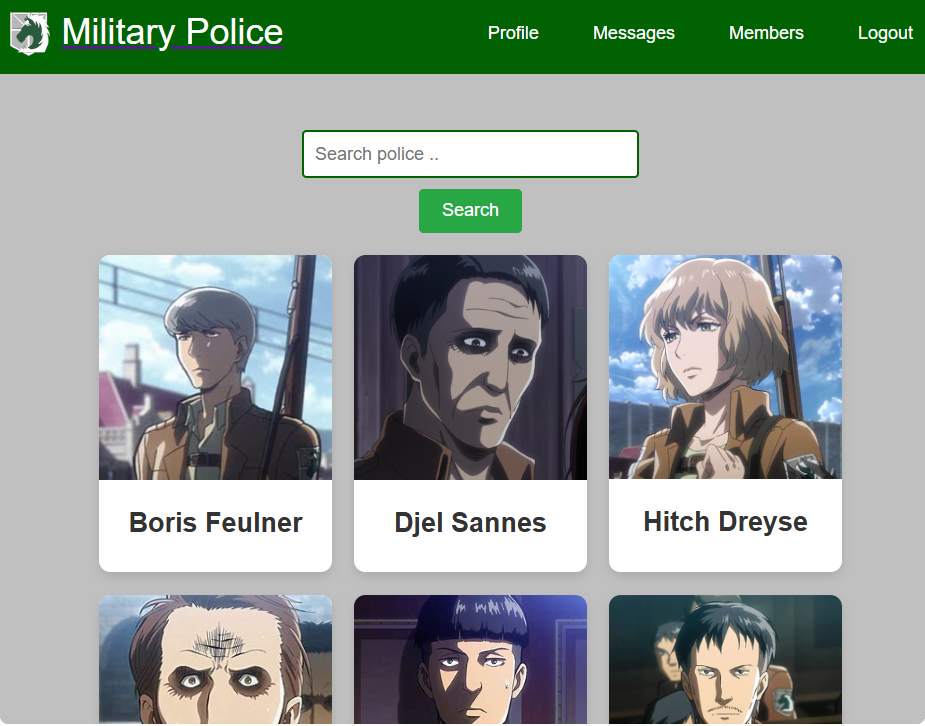 Military Police
Profile
Messages
Members
Logout
Search police ..
Search
Boris Feulner
Djel Sannes
Hitch Dreyse